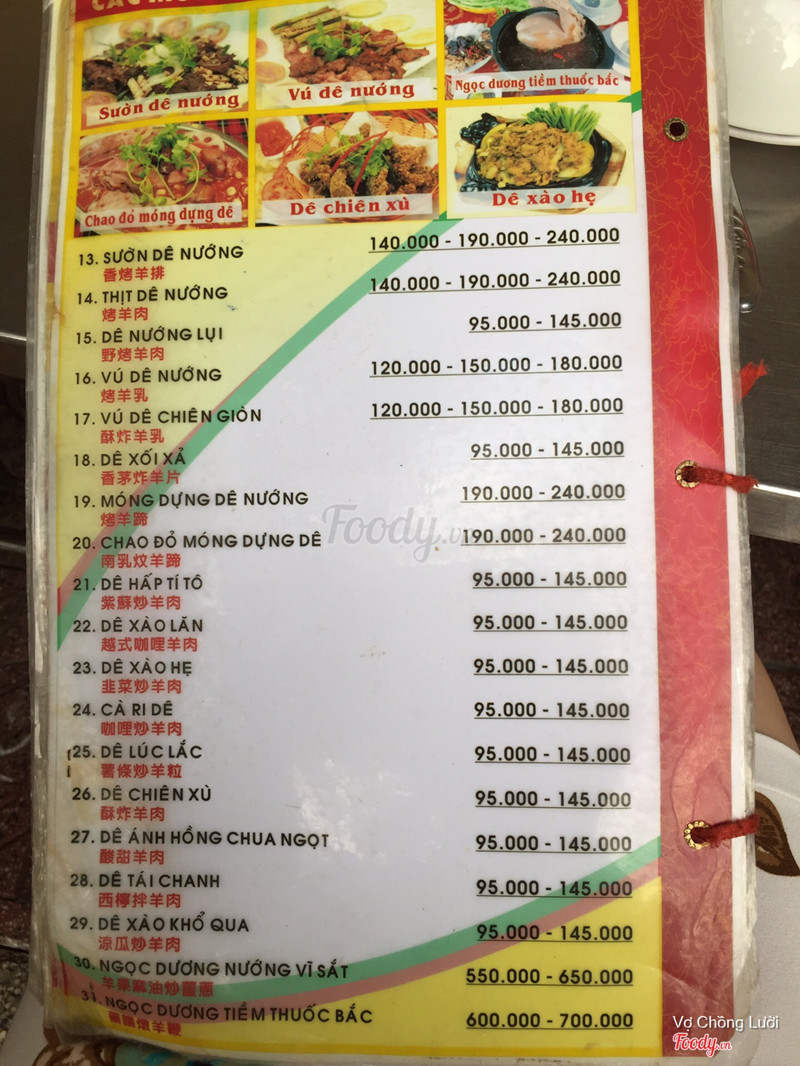 Sườn dê nướng
Vú dê nướng
Ngọc dương tiềm thuốc bắc
Chao đỏ móng dựng dê
Dê chiên xù
Dê xào hẹ
13. SƯỜN DÊ NƯỚNG 140.000 - 190.000 - 240.000
香烤羊排
14. THỊT DÊ NƯỚNG 140.000 - 190.000 - 240.000
烤羊肉
15. DÊ NƯỚNG LỤI 95.000 - 145.000
野烤羊肉
16. VÚ DÊ NƯỚNG 120.000 - 150.000 - 180.000
烤羊乳
17. VÚ DÊ CHIÊN GIÒN 120.000 - 150.000 - 180.000
酥炸羊乳
18. DÊ XỐI XẢ 95.000 - 145.000
香茅炸羊片
19. MÓNG DỰNG DÊ NƯỚNG 190.000 - 240.000
烤羊蹄
20. CHAO ĐỎ MÓNG DỰNG DÊ 190.000 - 240.000
南乳炆羊蹄
21. DÊ HẤP TÍ TÔ 95.000 - 145.000
紫蘇炒羊肉
22. DÊ XÀO LĂN 95.000 - 145.000
越式咖哩羊肉
23. DÊ XÀO HẸ 95.000 - 145.000
韭菜炒羊肉
24. CÀ RI DÊ 95.000 - 145.000
咖哩炒羊肉
25. DÊ LÚC LẮC 95.000 - 145.000
薯條炒羊粒
26. DÊ CHIÊN XÙ 95.000 - 145.000
酥炸羊肉
27. DÊ ÁNH HỒNG CHUA NGỌT 95.000 - 145.000
酸甜羊肉
28. DÊ TÁI CHANH 95.000 - 145.000
西檸拌羊肉
29. DÊ XÀO KHỔ QUA 95.000 - 145.000
涼瓜炒羊肉
30. NGỌC DƯƠNG NƯỚNG VĨ SẮT 550.000 - 650.000
羊果麻油炒薑蔥
31. NGỌC DƯƠNG TIỀM THUỐC BẮC 600.000 - 700.000
Foody.vn
Vợ Chồng Lười
Foody.vn